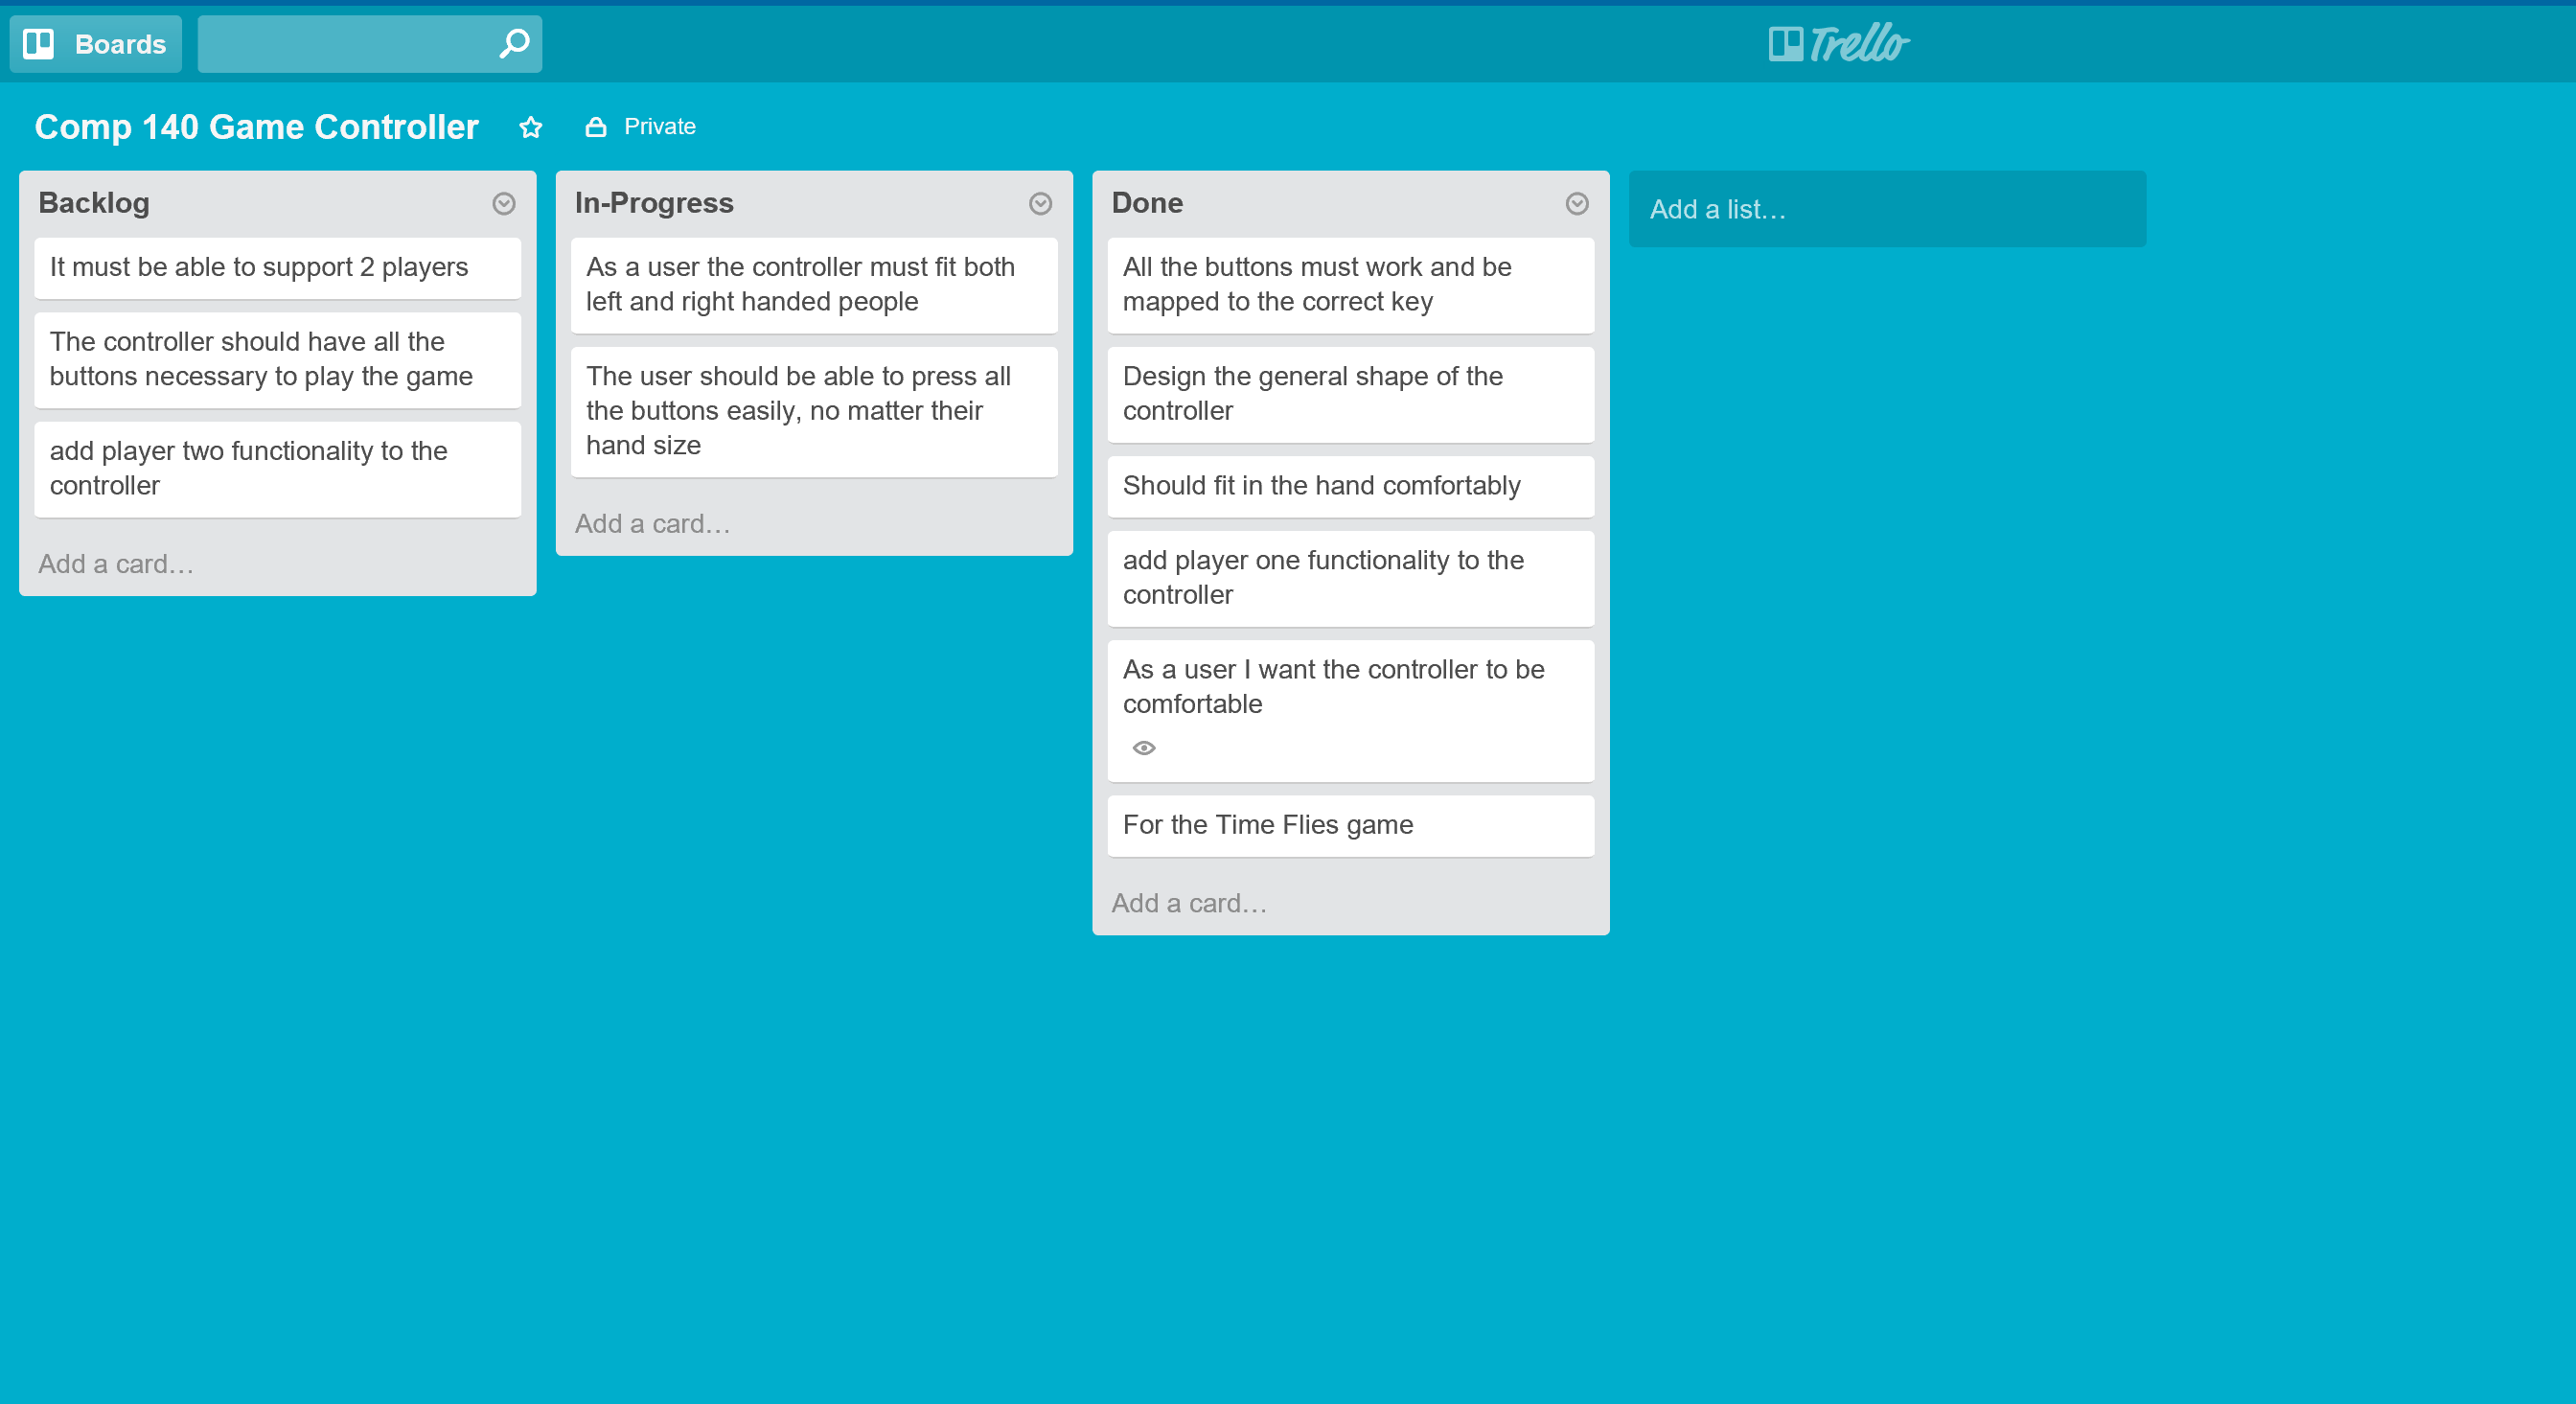 Boards
Trello
Comp 140 Game Controller
Private
Backlog
It must be able to support 2 players
The controller should have all the
buttons necessary to play the game
add player two functionality to the
controller
Add a card…
In-Progress
As a user the controller must fit both
left and right handed people
The user should be able to press all
the buttons easily, no matter their
hand size
Add a card…
Done
All the buttons must work and be
mapped to the correct key
Design the general shape of the
controller
Should fit in the hand comfortably
add player one functionality to the
controller
As a user I want the controller to be
comfortable
For the Time Flies game
Add a card…
Add a list…